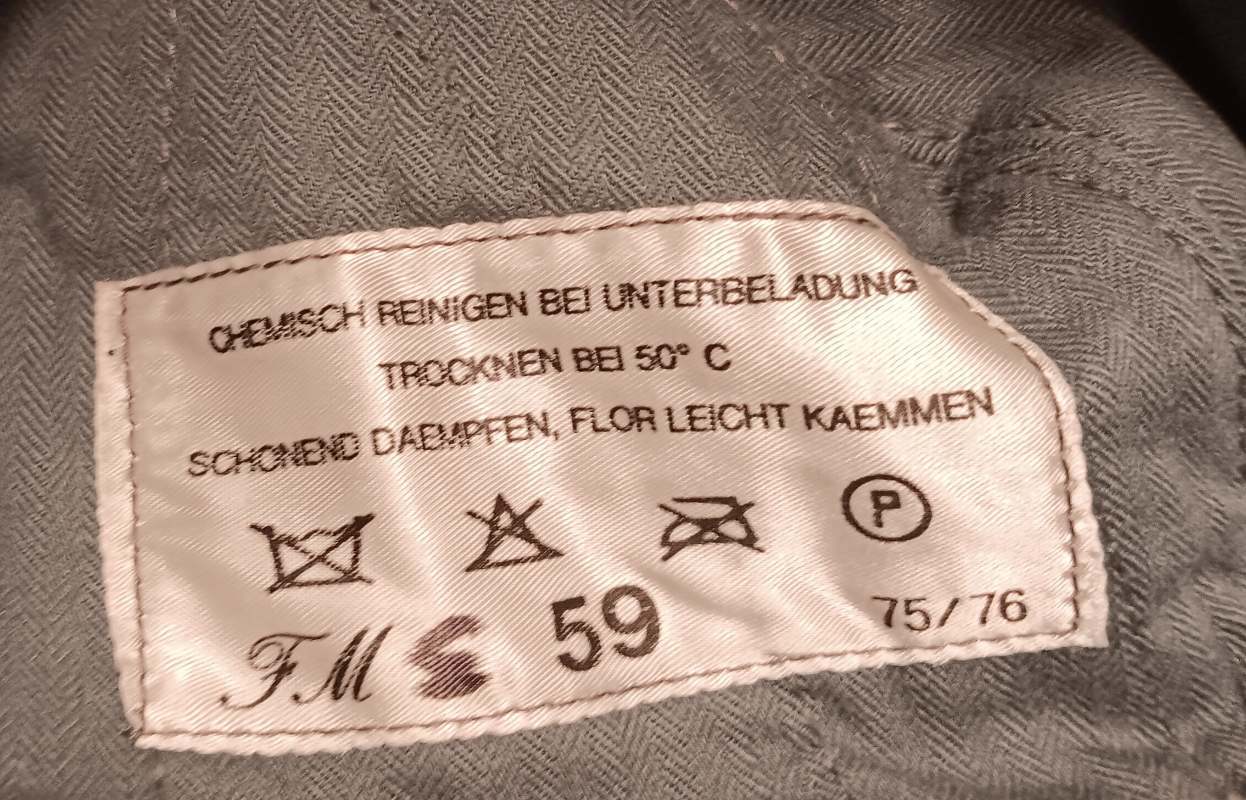 CHEMISCH REINIGEN BEI UNTERBELADUNG
TROCKNEN BEI 50° C
SCHONEND DAEMPFEN, FLOR LEICHT KAEMMEN
P
FM S 59 75/76